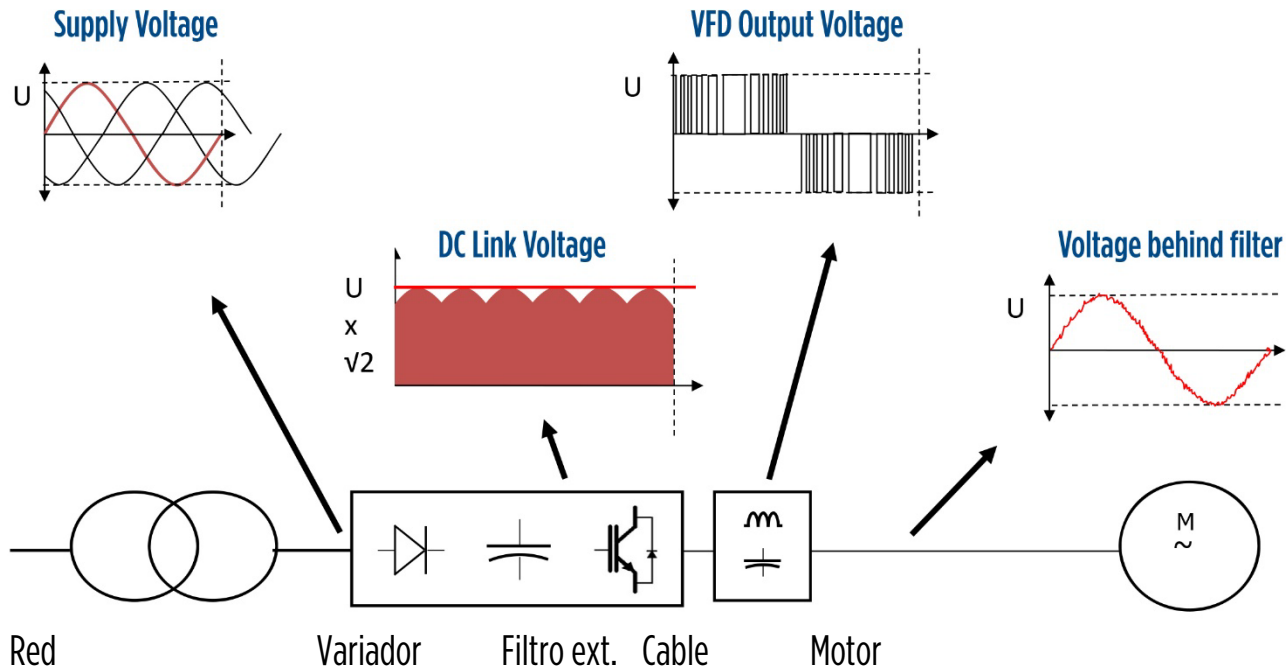 Supply Voltage
U
VFD Output Voltage
U
DC Link Voltage
U
x
√2
Voltage behind filter
U
M
~
Red
Variador
Filtro ext.
Cable
Motor